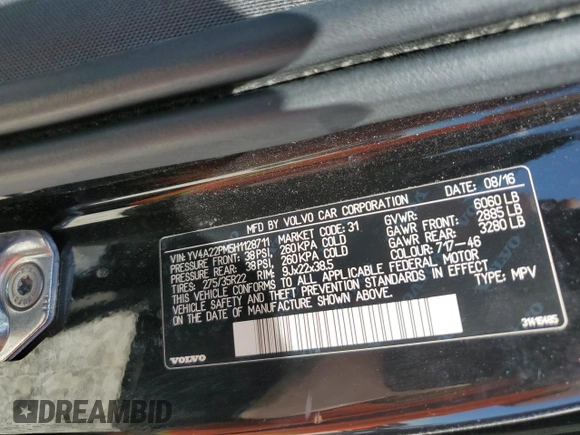 MFD. BY VOLVO CAR CORPORATION DATE: 08/16
VIN: YV4A22PM5H1128711 MARKET CODE: 31 GVWR: 6060 LB
PRESSURE FRONT: 38PSI, 260KPA COLD GAWR FRONT: 2885 LB
PRESSURE REAR: 38PSI, 260KPA COLD GAWR REAR: 3280 LB
TIRES: 275/35R22 RIM: 9JX22X38.5 COLOUR: 717-46
THIS VEHICLE CONFORMS TO ALL APPLICABLE FEDERAL MOTOR
VEHICLE SAFETY, BUMPER, AND THEFT PREVENTION STANDARDS IN EFFECT
ON THE DATE OF MANUFACTURE SHOWN ABOVE. TYPE: MPV
VOLVO
DREAMBID